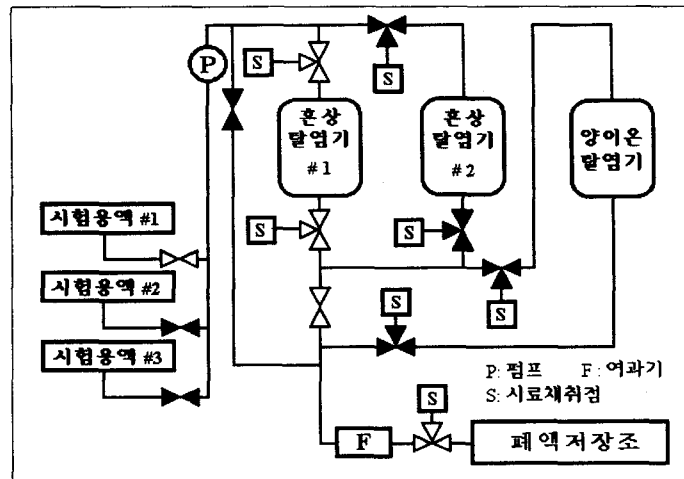 P
S
S
혼상
탈염기
#1
혼상
탈염기
#2
양이온
탈염기
시험용액 #1
S
S
시험용액 #2
S
S
시험용액 #3
P: 펌프 F: 여과기
S: 시료채취점
S
F
폐액저장조